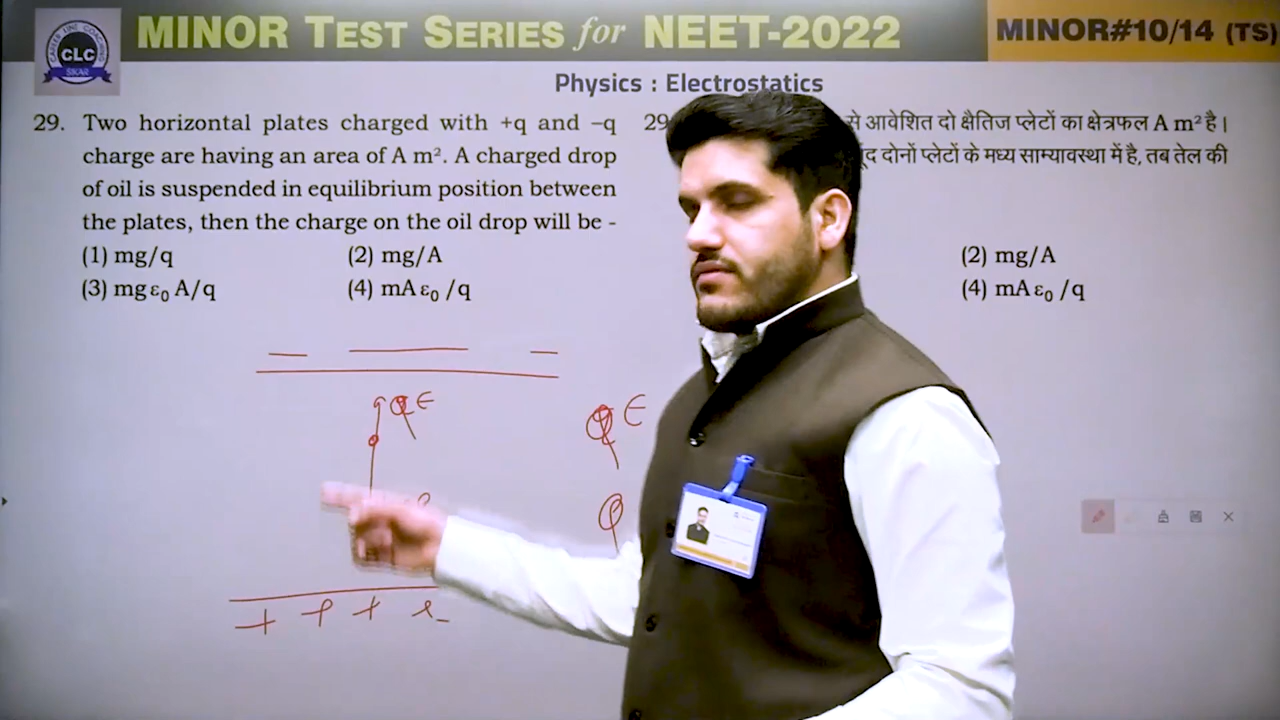 MINOR TEST SERIES for NEET-2022
MINOR#10/14 (TS)
CLC
SIKAR
Physics : Electrostatics
29. Two horizontal plates charged with +q and –q
charge are having an area of A m². A charged drop
of oil is suspended in equilibrium position between
the plates, then the charge on the oil drop will be -
(1) mg/q (2) mg/A
(3) mgε₀ A/q (4) mAε₀ /q
29
से आवेशित दो क्षैतिज प्लेटों का क्षेत्रफल A m² है।
दोनों प्लेटों के मध्य साम्यावस्था में है, तब तेल की
(2) mg/A
(4) mAε₀ /q
— — —
QE
QE
Q
+ + +